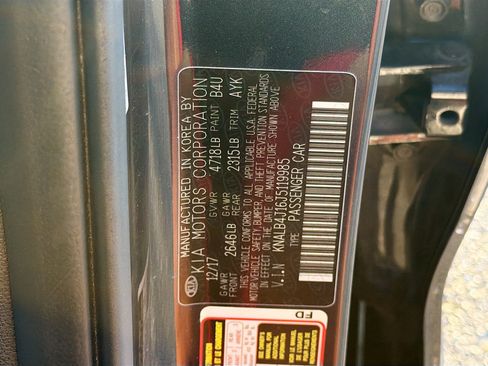 MANUFACTURED IN KOREA BY
KIA MOTORS CORPORATION
12/17 GVWR 4718LB PAINT B4U
GAWR FRONT 2646LB GAWR REAR 2315LB TRIM AYK
THIS VEHICLE CONFORMS TO ALL APPLICABLE U.S.A. FEDERAL
MOTOR VEHICLE SAFETY, BUMPER, AND THEFT PREVENTION STANDARDS
IN EFFECT ON THE DATE OF MANUFACTURE SHOWN ABOVE
V.I.N KNALB4J16J5119985
PASSENGER CAR
KIA
FD